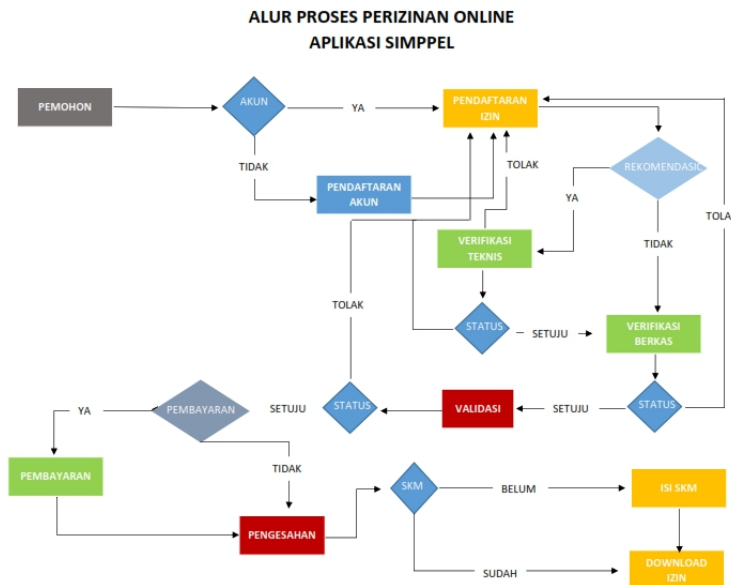 ALUR PROSES PERIZINAN ONLINE
APLIKASI SIMPPEL
PEMOHON
AKUN
YA
PENDAFTARAN
IZIN
TIDAK
PENDAFTARAN
AKUN
TOLAK
REKOMENDASI
YA
TOLA
VERIFIKASI
TEKNIS
TIDAK
TOLAK
STATUS
SETUJU
VERIFIKASI
BERKAS
YA
PEMBAYARAN
SETUJU
STATUS
VALIDASI
SETUJU
STATUS
PEMBAYARAN
TIDAK
SKM
BELUM
ISI SKM
PENGESAHAN
SUDAH
DOWNLOAD
IZIN